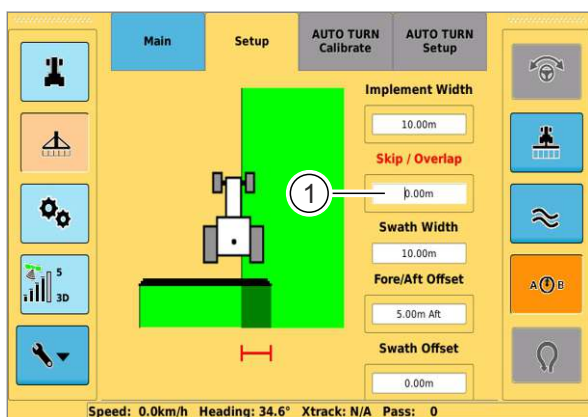 Main
Setup
AUTO TURN
Calibrate
AUTO TURN
Setup
Implement Width
10.00m
Skip / Overlap
0.00m
1
Swath Width
10.00m
Fore/Aft Offset
5.00m Aft
Swath Offset
0.00m
5
3D
A B
Speed: 0.0km/h Heading: 34.6° Xtrack: N/A Pass: 0